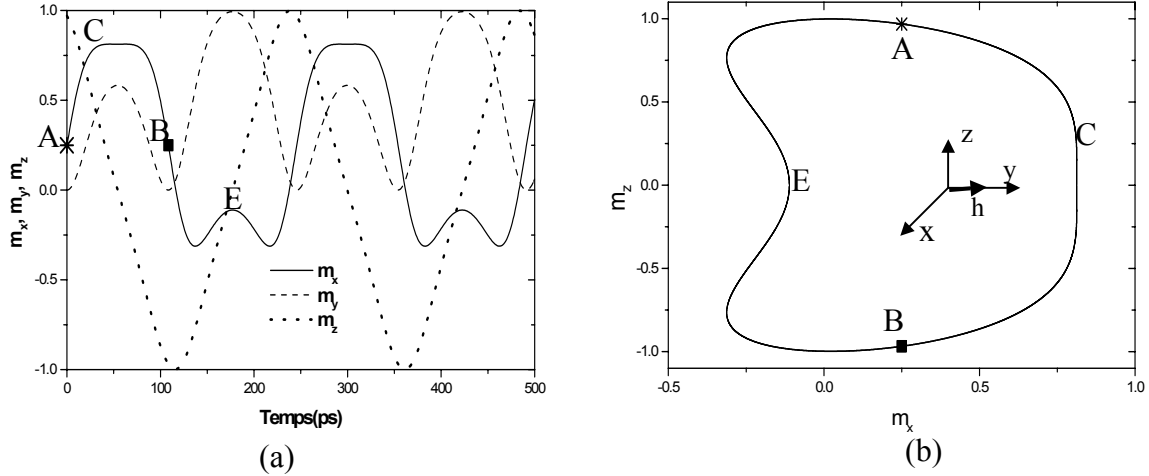 1.0
0.5
0.0
-0.5
-1.0
m_x, m_y, m_z
C
A
B
E
m_x
m_y
m_z
0 100 200 300 400 500
Temps(ps)
(a)
1.0
0.5
0.0
-0.5
-1.0
m_z
A
C
z
y
h
x
E
B
-0.5 0.0 0.5 1.0
m_x
(b)